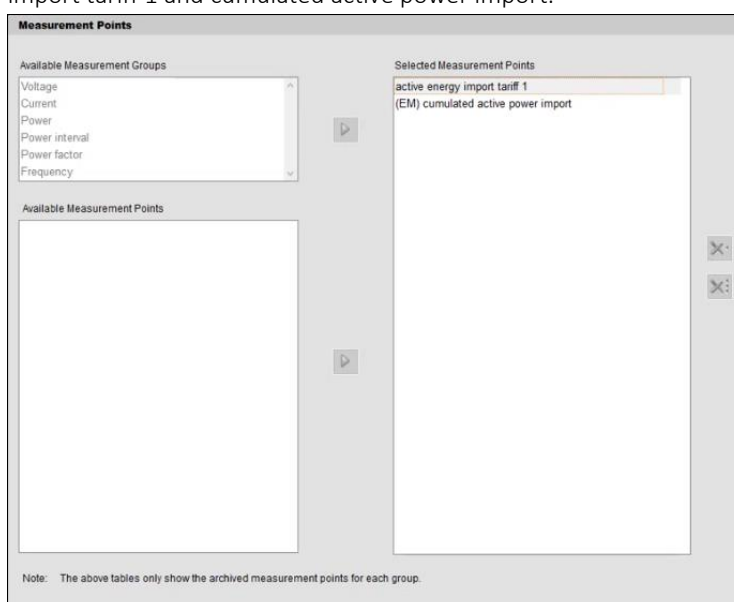 import tariff 1 and cumulated active power import.
Measurement Points
Available Measurement Groups
Voltage
Current
Power
Power interval
Power factor
Frequency
Available Measurement Points
Selected Measurement Points
active energy import tariff 1
(EM) cumulated active power import
Note: The above tables only show the archived measurement points for each group.